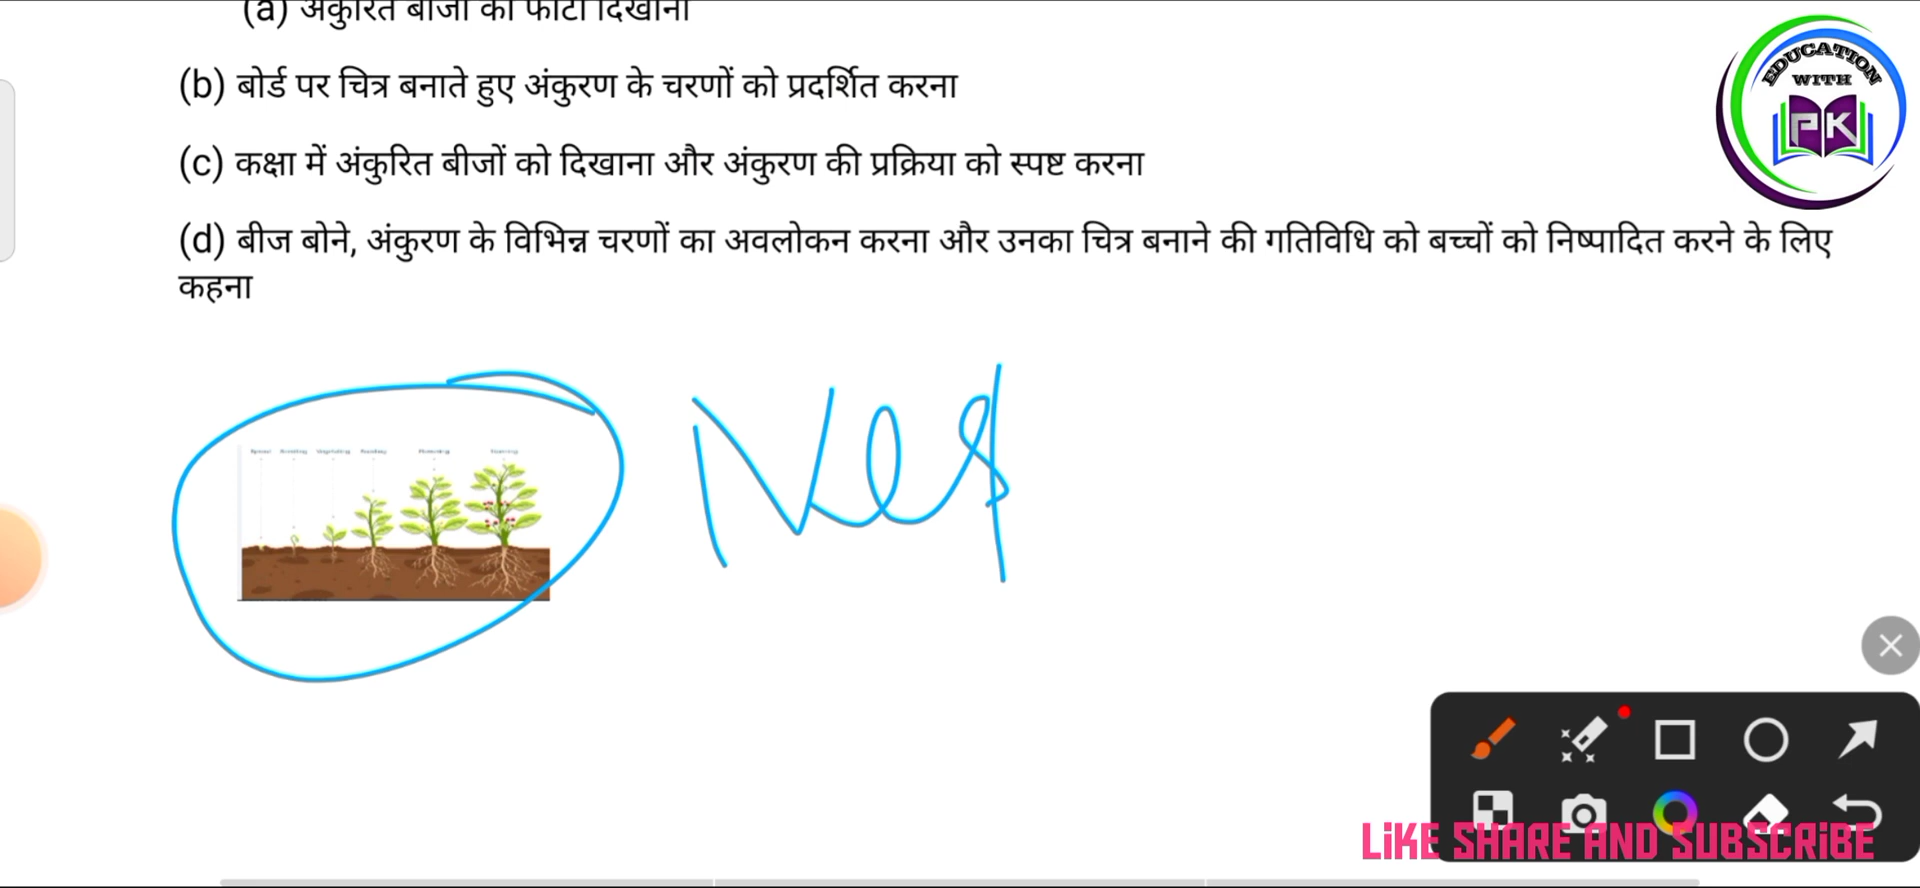 (a) अंकुरित बीजों की फोटो दिखाना
(b) बोर्ड पर चित्र बनाते हुए अंकुरण के चरणों को प्रदर्शित करना
(c) कक्षा में अंकुरित बीजों को दिखाना और अंकुरण की प्रक्रिया को स्पष्ट करना
(d) बीज बोने, अंकुरण के विभिन्न चरणों का अवलोकन करना और उनका चित्र बनाने की गतिविधि को बच्चों को निष्पादित करने के लिए
कहना
EDUCATION
WITH
PK
LIKE SHARE AND SUBSCRIBE